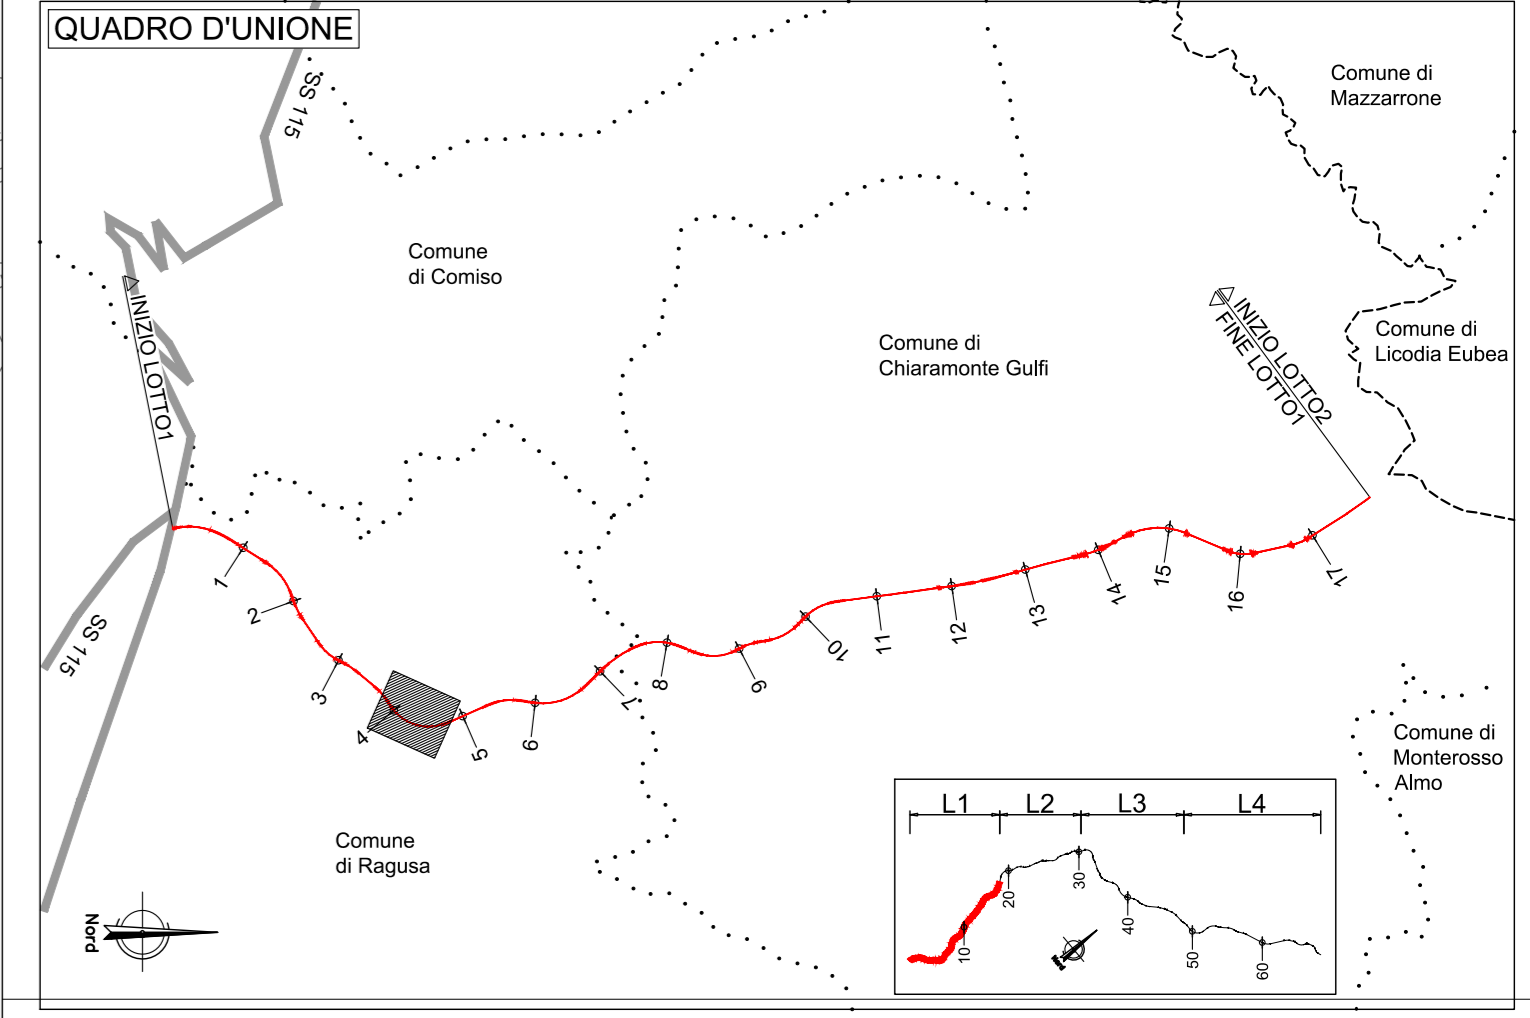 QUADRO D'UNIONE
SS 115
Comune di
Mazzarrone
Comune
di Comiso
INIZIO LOTTO1
Comune di
Chiaramonte Gulfi
INIZIO LOTTO2
FINE LOTTO1
Comune di
Licodia Eubea
SS 115
1
2
3
4
5
6
7
8
9
10
11
12
13
14
15
16
17
Comune di
Monterosso
Almo
Comune
di Ragusa
Nord
L1 L2 L3 L4
10
20
30
40
50
60
Nord